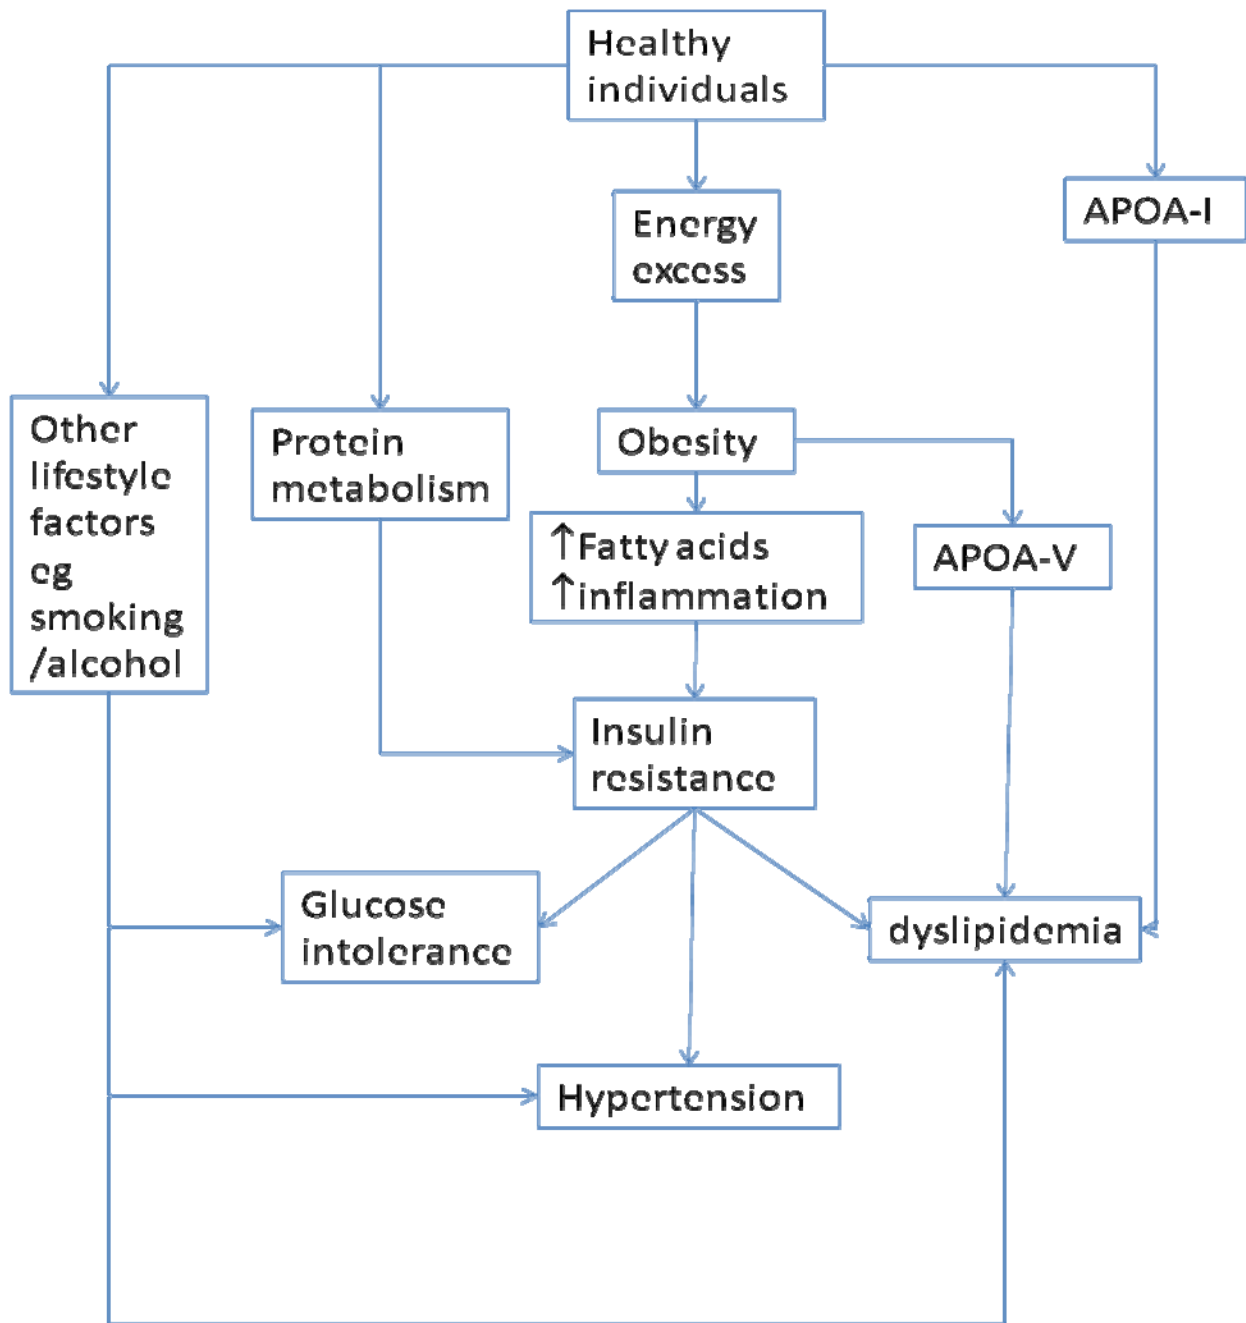 Healthy
individuals
APOA-I
Energy
excess
Other
lifestyle
factors
eg
smoking
/alcohol
Protein
metabolism
Obesity
↑Fatty acids
↑inflammation
APOA-V
Insulin
resistance
Glucose
intolerance
dyslipidemia
Hypertension